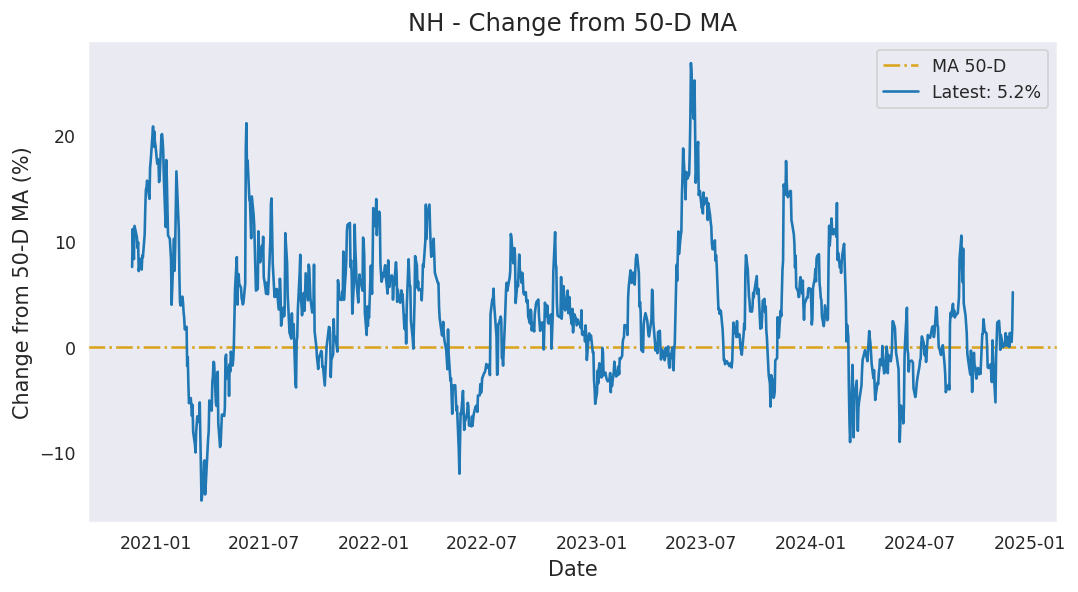 NH - Change from 50-D MA
MA 50-D
Latest: 5.2%
Change from 50-D MA (%)
20
10
0
−10
2021-01
2021-07
2022-01
2022-07
2023-01
2023-07
2024-01
2024-07
2025-01
Date